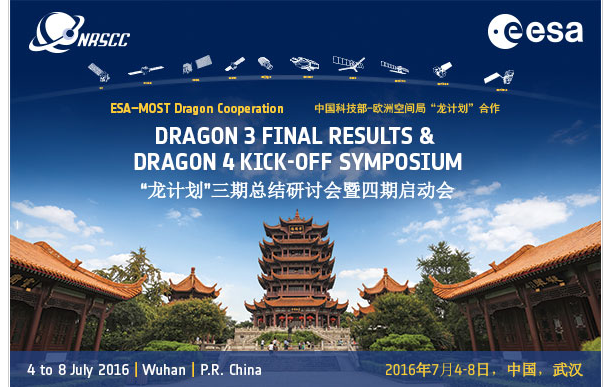 NRSCC
esa
ESA–MOST Dragon Cooperation
中国科技部-欧洲空间局“龙计划”合作
DRAGON 3 FINAL RESULTS &
DRAGON 4 KICK-OFF SYMPOSIUM
“龙计划”三期总结研讨会暨四期启动会
4 to 8 July 2016 | Wuhan | P.R. China
2016年7月4-8日，中国，武汉